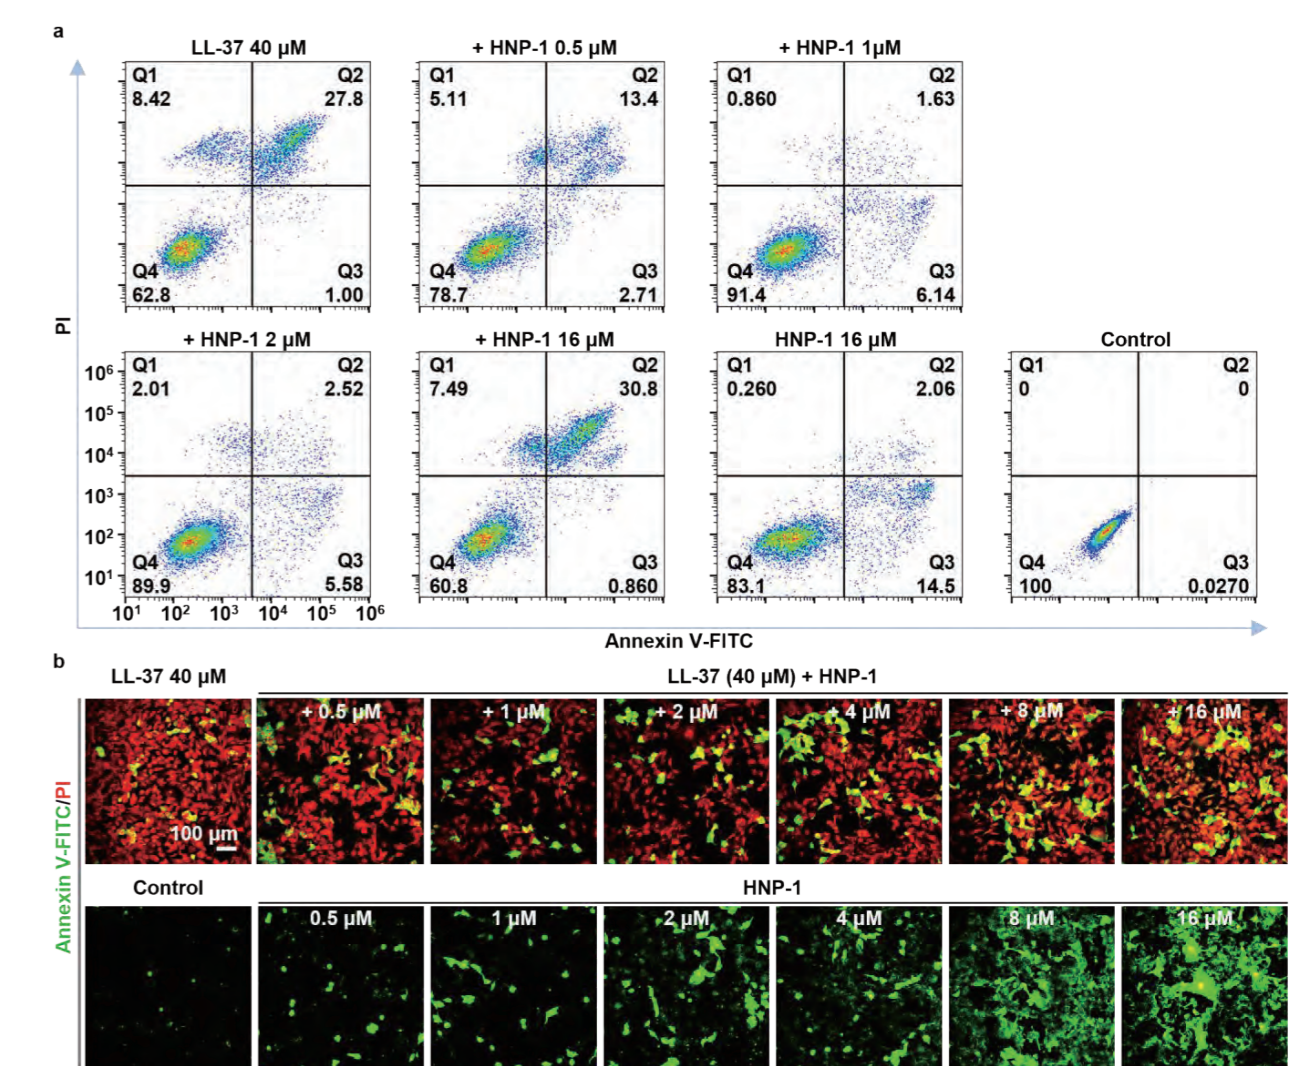 a
LL-37 40 µM
+ HNP-1 0.5 µM
+ HNP-1 1µM
Q1 Q2
8.42 27.8
Q4 Q3
62.8 1.00
Q1 Q2
5.11 13.4
Q4 Q3
78.7 2.71
Q1 Q2
0.860 1.63
Q4 Q3
91.4 6.14
PI
+ HNP-1 2 µM
+ HNP-1 16 µM
HNP-1 16 µM
Control
Q1 Q2
2.01 2.52
Q4 Q3
89.9 5.58
10⁶
10⁵
10⁴
10³
10²
10¹
10¹ 10² 10³ 10⁴ 10⁵ 10⁶
Q1 Q2
7.49 30.8
Q4 Q3
60.8 0.860
Q1 Q2
0.260 2.06
Q4 Q3
83.1 14.5
Q1 Q2
0 0
Q4 Q3
100 0.0270
Annexin V-FITC
b
LL-37 40 µM
LL-37 (40 µM) + HNP-1
+ 0.5 µM
+ 1 µM
+ 2 µM
+ 4 µM
+ 8 µM
+ 16 µM
100 µm
Annexin V-FITC/PI
Control
HNP-1
0.5 µM
1 µM
2 µM
4 µM
8 µM
16 µM